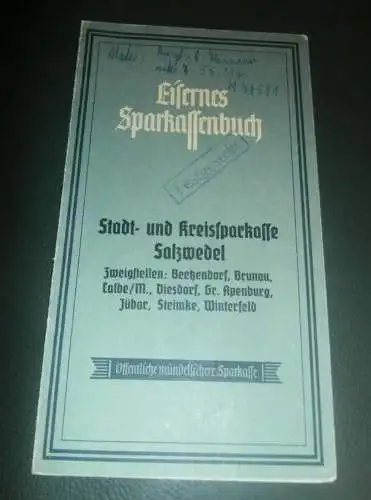 Eisernes
Sparkassenbuch
Stadt- und Kreissparkasse
Salzwedel
Zweigstellen: Beetzendorf, Brunau,
Calbe/M., Diesdorf, Gr. Apenburg,
Jübar, Steimke, Winterfeld
Öffentliche mündelsichere Sparkasse